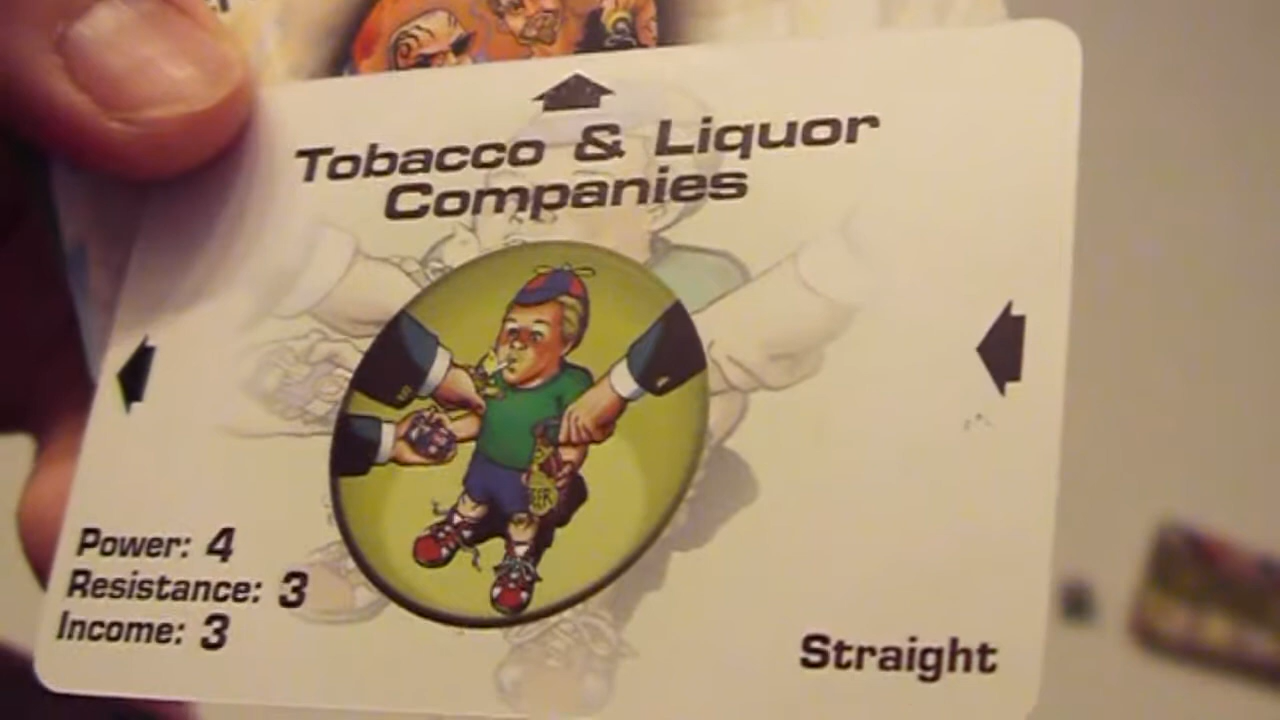 Tobacco & Liquor
Companies
Power: 4
Resistance: 3
Income: 3
Straight